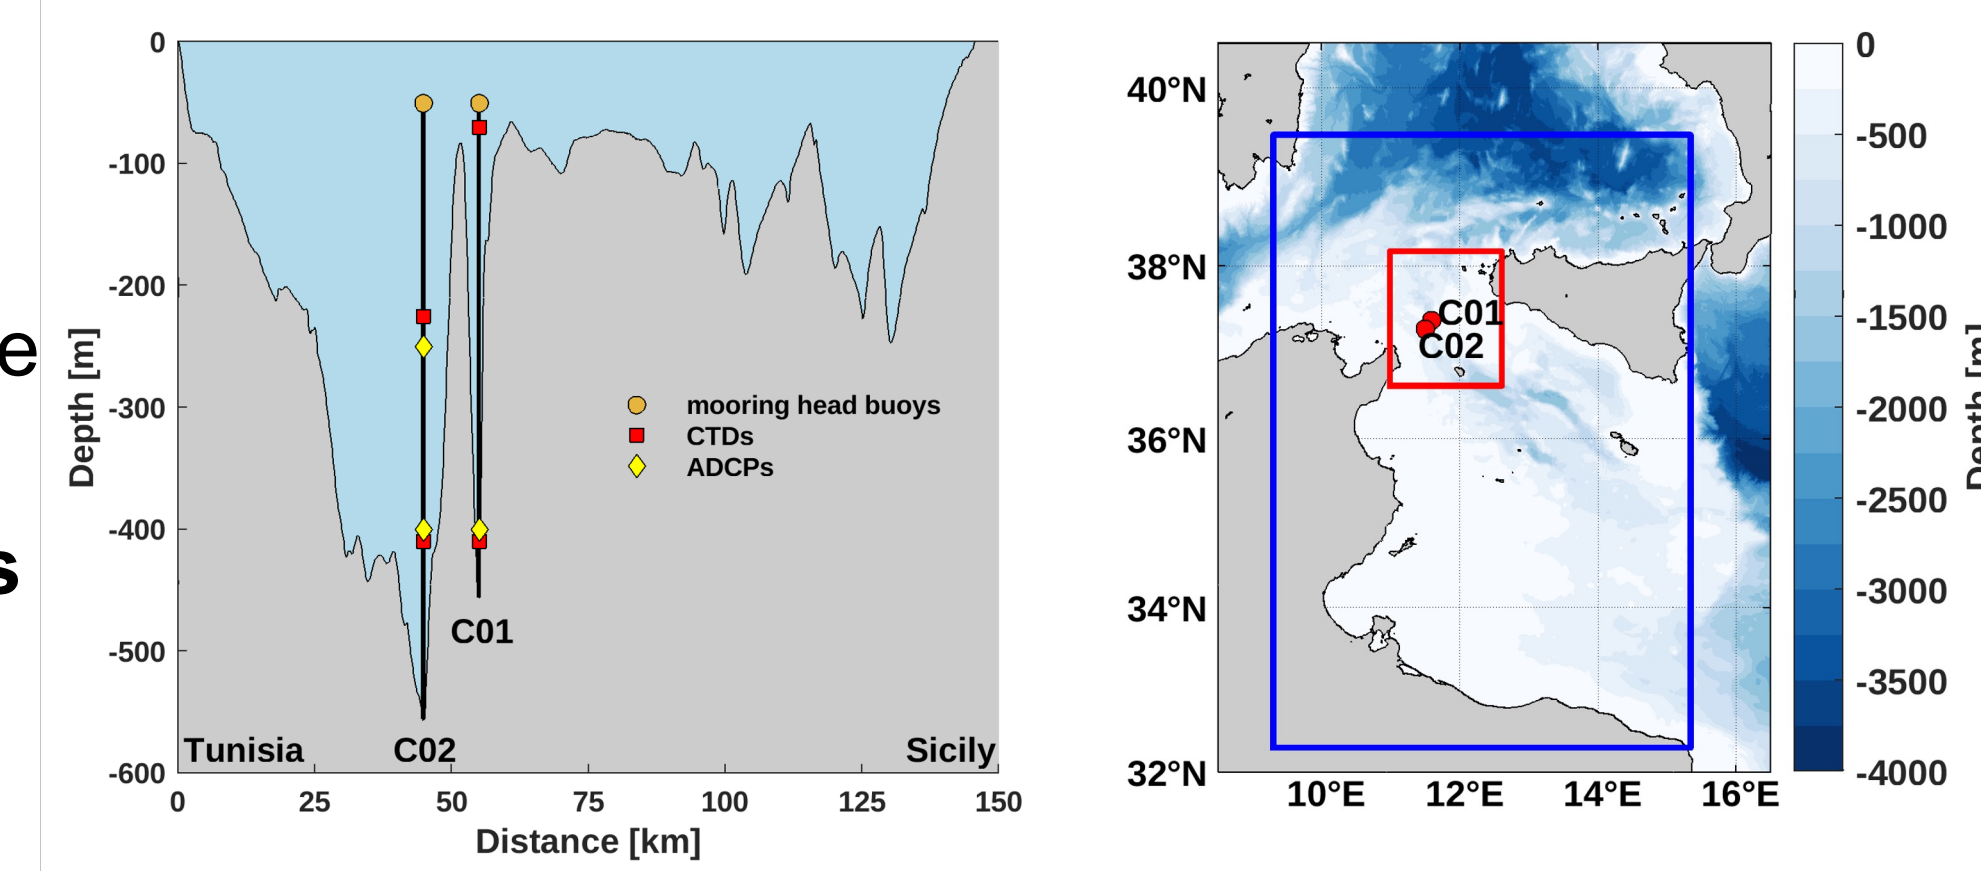 e
s
0
-100
-200
-300
-400
-500
-600
Depth [m]
mooring head buoys
CTDs
ADCPs
C01
Tunisia
C02
Sicily
0
25
50
75
100
125
150
Distance [km]
40°N
38°N
36°N
34°N
32°N
C01
C02
10°E
12°E
14°E
16°E
0
-500
-1000
-1500
-2000
-2500
-3000
-3500
-4000
Depth [m]